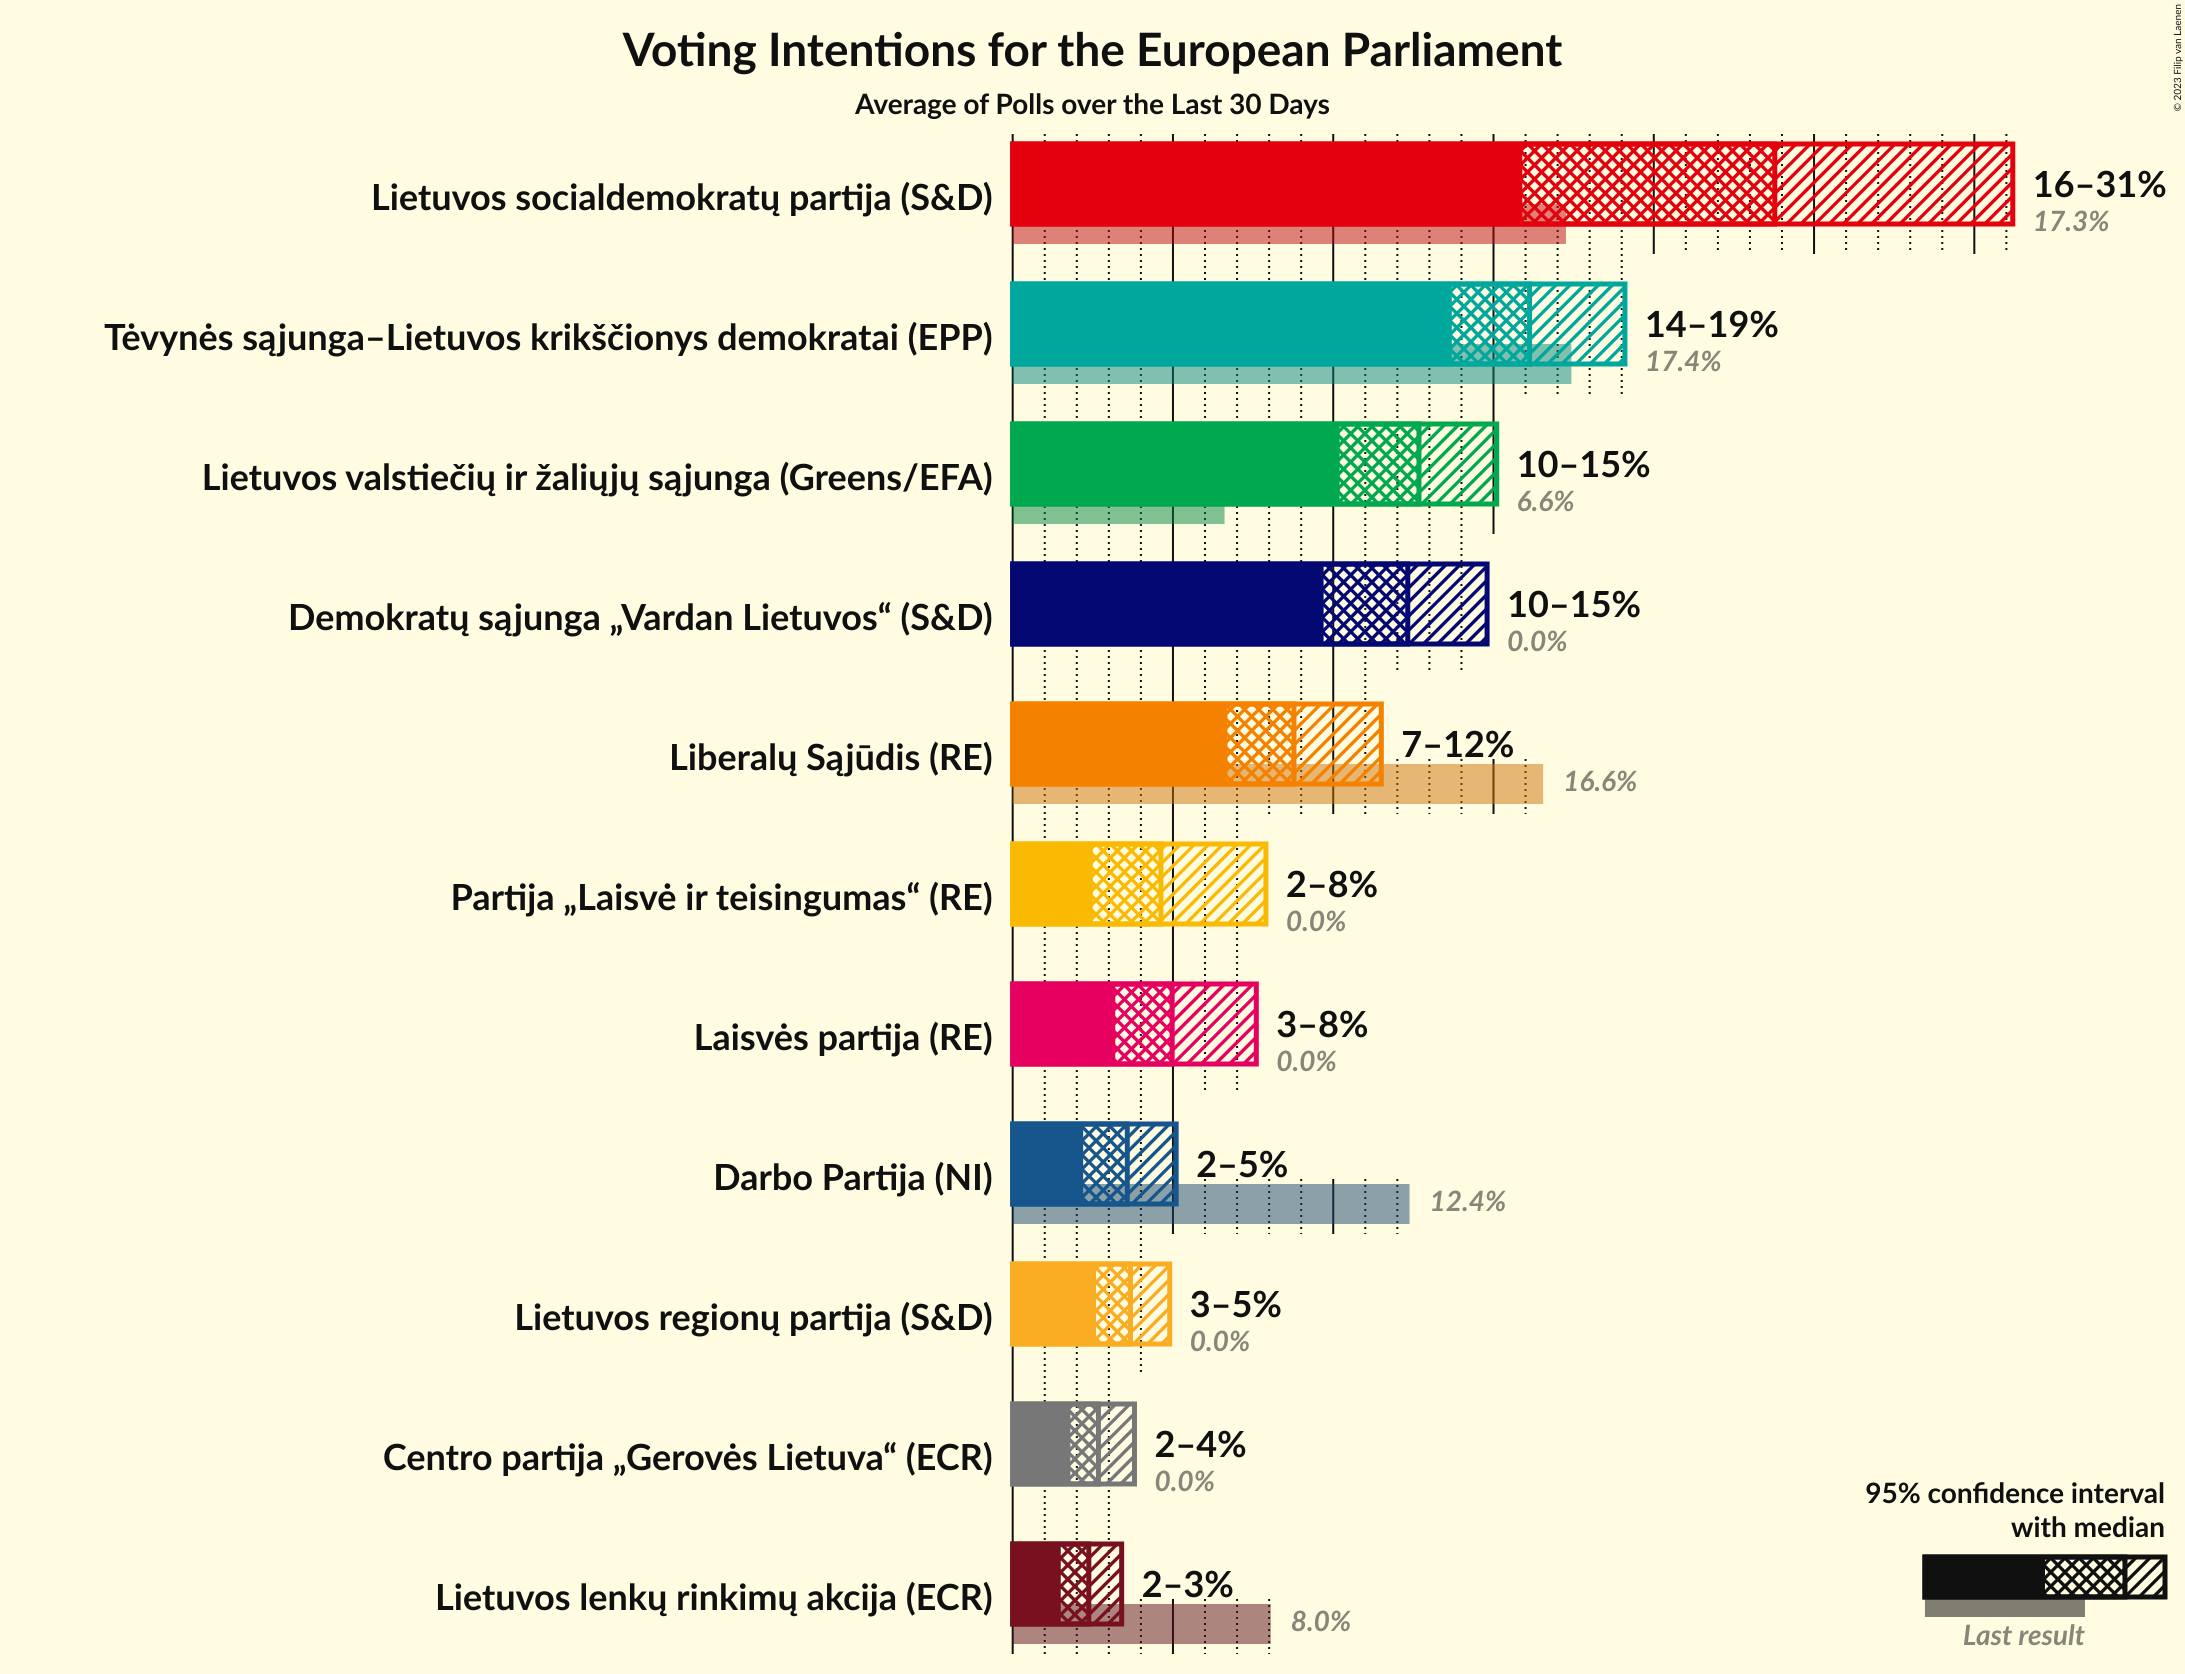 Voting Intentions for the European Parliament
Average of Polls over the Last 30 Days
© 2023 Filip van Laenen
Lietuvos socialdemokratų partija (S&D)
16–31%
17.3%
Tėvynės sąjunga–Lietuvos krikščionys demokratai (EPP)
14–19%
17.4%
Lietuvos valstiečių ir žaliųjų sąjunga (Greens/EFA)
10–15%
6.6%
Demokratų sąjunga „Vardan Lietuvos“ (S&D)
10–15%
0.0%
Liberalų Sąjūdis (RE)
7–12%
16.6%
Partija „Laisvė ir teisingumas“ (RE)
2–8%
0.0%
Laisvės partija (RE)
3–8%
0.0%
Darbo Partija (NI)
2–5%
12.4%
Lietuvos regionų partija (S&D)
3–5%
0.0%
Centro partija „Gerovės Lietuva“ (ECR)
2–4%
0.0%
Lietuvos lenkų rinkimų akcija (ECR)
2–3%
8.0%
95% confidence interval
with median
Last result